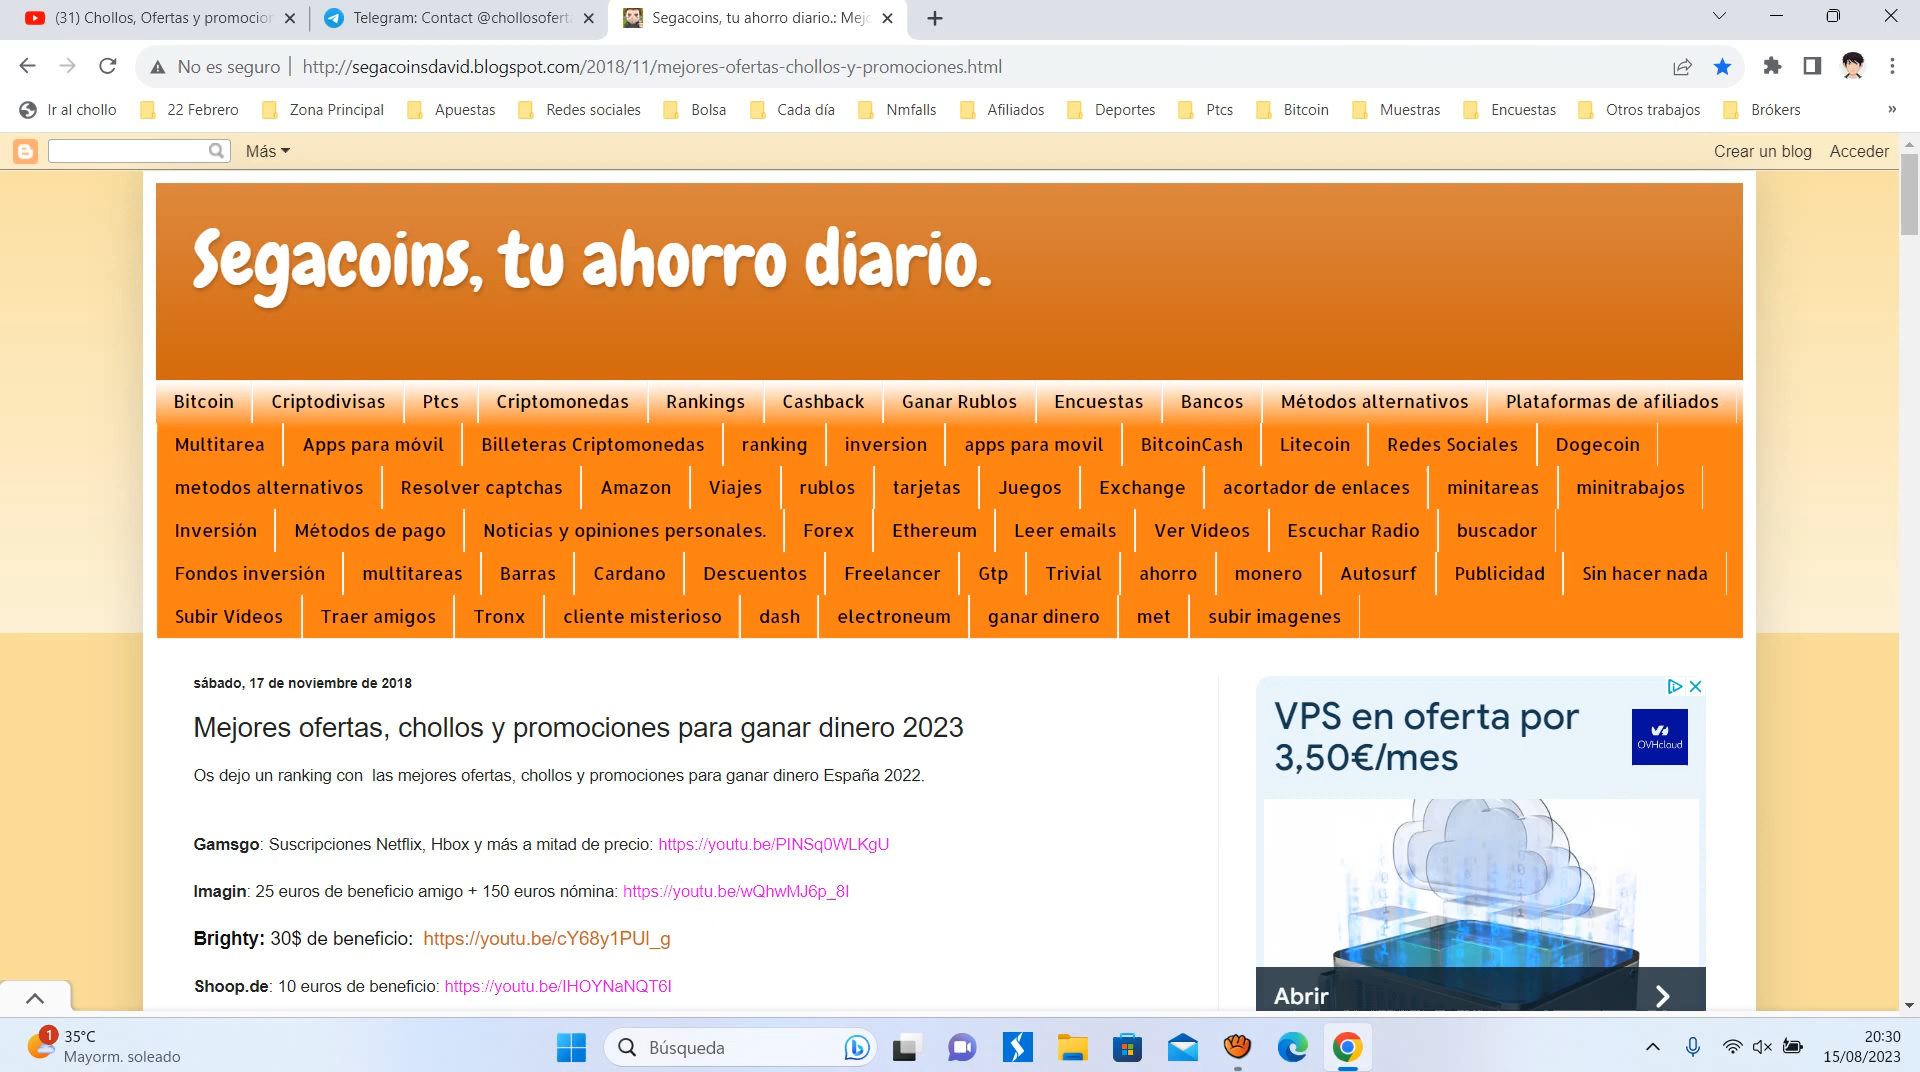 (31) Chollos, Ofertas y promocion
Telegram: Contact @chollosofert
Segacoins, tu ahorro diario.: Mejo
No es seguro
http://segacoinsdavid.blogspot.com/2018/11/mejores-ofertas-chollos-y-promociones.html
Ir al chollo 22 Febrero Zona Principal Apuestas Redes sociales Bolsa Cada día Nmfalls Afiliados Deportes Ptcs Bitcoin Muestras Encuestas Otros trabajos Brókers »
Más Crear un blog Acceder
Segacoins, tu ahorro diario.
Bitcoin Criptodivisas Ptcs Criptomonedas Rankings Cashback Ganar Rublos Encuestas Bancos Métodos alternativos Plataformas de afiliados
Multitarea Apps para móvil Billeteras Criptomonedas ranking inversion apps para movil BitcoinCash Litecoin Redes Sociales Dogecoin
metodos alternativos Resolver captchas Amazon Viajes rublos tarjetas Juegos Exchange acortador de enlaces minitareas minitrabajos
Inversión Métodos de pago Noticias y opiniones personales. Forex Ethereum Leer emails Ver Vídeos Escuchar Radio buscador
Fondos inversión multitareas Barras Cardano Descuentos Freelancer Gtp Trivial ahorro monero Autosurf Publicidad Sin hacer nada
Subir Vídeos Traer amigos Tronx cliente misterioso dash electroneum ganar dinero met subir imagenes
sábado, 17 de noviembre de 2018
Mejores ofertas, chollos y promociones para ganar dinero 2023
Os dejo un ranking con las mejores ofertas, chollos y promociones para ganar dinero España 2022.
Gamsgo: Suscripciones Netflix, Hbox y más a mitad de precio: https://youtu.be/PINSq0WLKgU
Imagin: 25 euros de beneficio amigo + 150 euros nómina: https://youtu.be/wQhwMJ6p_8I
Brighty: 30$ de beneficio: https://youtu.be/cY68y1PUl_g
Shoop.de: 10 euros de beneficio: https://youtu.be/IHOYNaNQT6I
VPS en oferta por
3,50€/mes
OVHcloud
Abrir
1
35°C
Mayorm. soleado
Búsqueda
20:30
15/08/2023